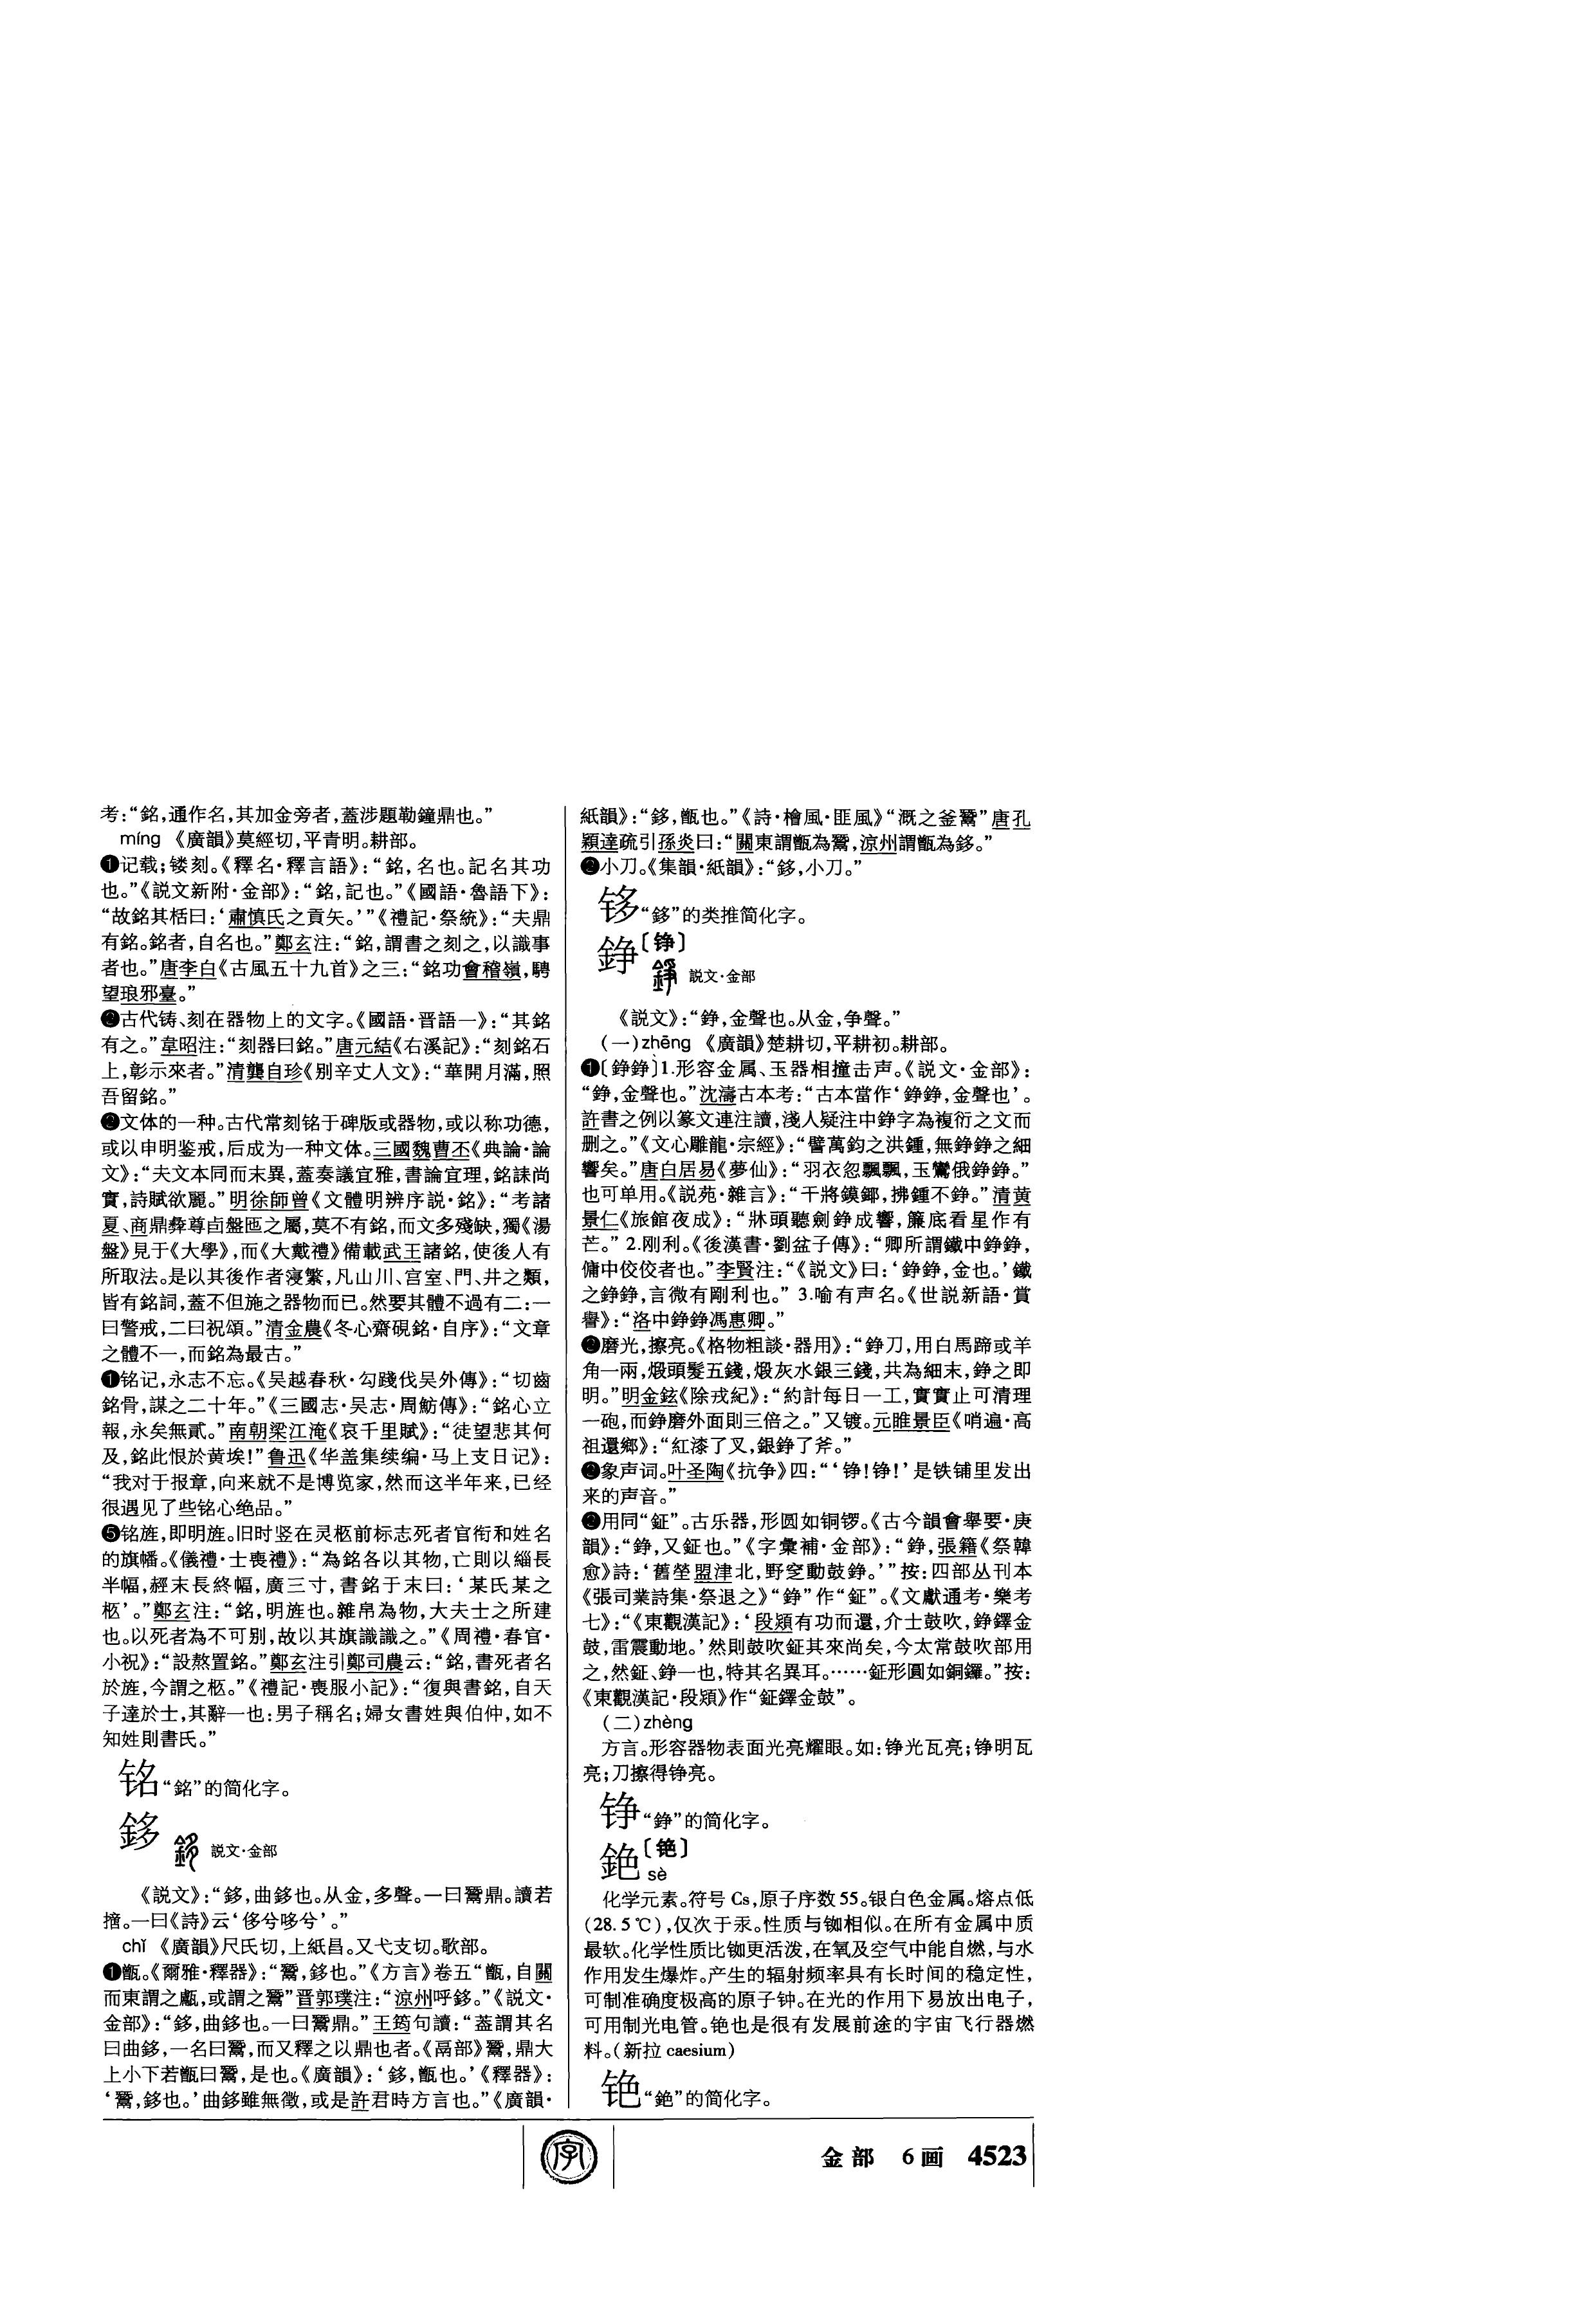 考：“銘，通作名，其加金旁者，蓋涉題勒鐘鼎也。”
míng 《廣韻》莫經切，平青明。耕部。
❶记载；镂刻。《釋名·釋言語》：“銘，名也。記名其功
也。”《説文新附·金部》：“銘，記也。”《國語·魯語下》：
“故銘其栝曰：‘肅慎氏之貢矢。’”《禮記·祭統》：“夫鼎
有銘。銘者，自名也。”鄭玄注：“銘，謂書之刻之，以識事
者也。”唐李白《古風五十九首》之三：“銘功會稽嶺，騁
望琅邪臺。”
❷古代铸、刻在器物上的文字。《國語·晋語一》：“其銘
有之。”韋昭注：“刻器曰銘。”唐元結《右溪記》：“刻銘石
上，彰示來者。”清龔自珍《别辛丈人文》：“華開月滿，照
吾留銘。”
❷文体的一种。古代常刻铭于碑版或器物，或以称功德，
或以申明鉴戒，后成为一种文体。三國魏曹丕《典論·論
文》：“夫文本同而末異，蓋奏議宜雅，書論宜理，銘誄尚
實，詩賦欲麗。”明徐師曾《文體明辨序説·銘》：“考諸
夏、商鼎彝尊卣盤匜之屬，莫不有銘，而文多殘缺，獨《湯
盤》見于《大學》，而《大戴禮》備載武王諸銘，使後人有
所取法。是以其後作者寖繁，凡山川、宫室、門、井之類，
皆有銘詞，蓋不但施之器物而已。然要其體不過有二：一
曰警戒，二曰祝頌。”清金農《冬心齋硯銘·自序》：“文章
之體不一，而銘為最古。”
❶铭记，永志不忘。《吴越春秋·勾踐伐吴外傳》：“切齒
銘骨，謀之二十年。”《三國志·吴志·周魴傳》：“銘心立
報，永矣無貳。”南朝梁江淹《哀千里賦》：“徒望悲其何
及，銘此恨於黄埃！”鲁迅《华盖集续编·马上支日记》：
“我对于报章，向来就不是博览家，然而这半年来，已经
很遇见了些铭心绝品。”
❺铭旌，即明旌。旧时竖在灵柩前标志死者官衔和姓名
的旗幡。《儀禮·士喪禮》：“為銘各以其物，亡則以緇長
半幅，赬末長終幅，廣三寸，書銘于末曰：‘某氏某之
柩’。”鄭玄注：“銘，明旌也。雜帛為物，大夫士之所建
也。以死者為不可别，故以其旗識識之。”《周禮·春官·
小祝》：“設熬置銘。”鄭玄注引鄭司農云：“銘，書死者名
於旌，今謂之柩。”《禮記·喪服小記》：“復與書銘，自天
子達於士，其辭一也：男子稱名；婦女書姓與伯仲，如不
知姓則書氏。”
铭“銘”的简化字。
鉹 説文·金部
《説文》：“鉹，曲鉹也。从金，多聲。一曰鬵鼎。讀若
摛。一曰《詩》云‘侈兮哆兮’。”
chǐ 《廣韻》尺氏切，上紙昌。又弋支切。歌部。
❶甑。《爾雅·釋器》：“鬵，鉹也。”《方言》卷五“甑，自關
而東謂之甗，或謂之鬵”晋郭璞注：“涼州呼鉹。”《説文·
金部》：“鉹，曲鉹也。一曰鬵鼎。”王筠句讀：“葢謂其名
曰曲鉹，一名曰鬵，而又釋之以鼎也者。《鬲部》鬵，鼎大
上小下若甑曰鬵，是也。《廣韻》：‘鉹，甑也。’《釋器》：
‘鬵，鉹也。’曲鉹雖無徵，或是許君時方言也。”《廣韻·
紙韻》：“鉹，甑也。”《詩·檜風·匪風》“溉之釜鬵”唐孔
穎達疏引孫炎曰：“關東謂甑為鬵，涼州謂甑為鉹。”
❷小刀。《集韻·紙韻》：“鉹，小刀。”
𫓶“鉹”的类推简化字。
錚〔铮〕
説文·金部
《説文》：“錚，金聲也。从金，争聲。”
（一）zhēng 《廣韻》楚耕切，平耕初。耕部。
❶〔錚錚〕1.形容金属、玉器相撞击声。《説文·金部》：
“錚，金聲也。”沈濤古本考：“古本當作‘錚錚，金聲也’。
許書之例以篆文連注讀，淺人疑注中錚字為複衍之文而
删之。”《文心雕龍·宗經》：“譬萬鈞之洪鍾，無錚錚之細
響矣。”唐白居易《夢仙》：“羽衣忽飄飄，玉鸞俄錚錚。”
也可单用。《説苑·雜言》：“干將鏌鋣，拂鍾不錚。”清黄
景仁《旅館夜成》：“牀頭聽劍錚成響，簾底看星作有
芒。” 2.刚利。《後漢書·劉盆子傳》：“卿所謂鐵中錚錚，
傭中佼佼者也。”李賢注：“《説文》曰：‘錚錚，金也。’鐵
之錚錚，言微有剛利也。” 3.喻有声名。《世説新語·賞
譽》：“洛中錚錚馮惠卿。”
❷磨光，擦亮。《格物粗談·器用》：“錚刀，用白馬蹄或羊
角一兩，煅頭髮五錢，煅灰水銀三錢，共為細末，錚之即
明。”明金鉉《除戎紀》：“約計每日一工，實實止可清理
一砲，而錚磨外面則三倍之。”又镀。元睢景臣《哨遍·高
祖還鄉》：“紅漆了叉，銀錚了斧。”
❷象声词。叶圣陶《抗争》四：“‘铮！铮！’是铁铺里发出
来的声音。”
❷用同“鉦”。古乐器，形圆如铜锣。《古今韻會舉要·庚
韻》：“錚，又鉦也。”《字彙補·金部》：“錚，張籍《祭韓
愈》詩：‘舊塋盟津北，野窆動鼓錚。’”按：四部丛刊本
《張司業詩集·祭退之》“錚”作“鉦”。《文獻通考·樂考
七》：“《東觀漢記》：‘段熲有功而還，介士鼓吹，錚鐸金
鼓，雷震動地。’然則鼓吹鉦其來尚矣，今太常鼓吹部用
之，然鉦、錚一也，特其名異耳。……鉦形圓如銅鑼。”按：
《東觀漢記·段熲》作“鉦鐸金鼓”。
（二）zhèng
方言。形容器物表面光亮耀眼。如：铮光瓦亮；铮明瓦
亮；刀擦得铮亮。
铮“錚”的简化字。
銫〔铯〕
sè
化学元素。符号 Cs，原子序数 55。银白色金属。熔点低
（28.5℃），仅次于汞。性质与铷相似。在所有金属中质
最软。化学性质比铷更活泼，在氧及空气中能自燃，与水
作用发生爆炸。产生的辐射频率具有长时间的稳定性，
可制准确度极高的原子钟。在光的作用下易放出电子，
可用制光电管。铯也是很有发展前途的宇宙飞行器燃
料。（新拉 caesium）
铯“銫”的简化字。
字
金部 6画 4523